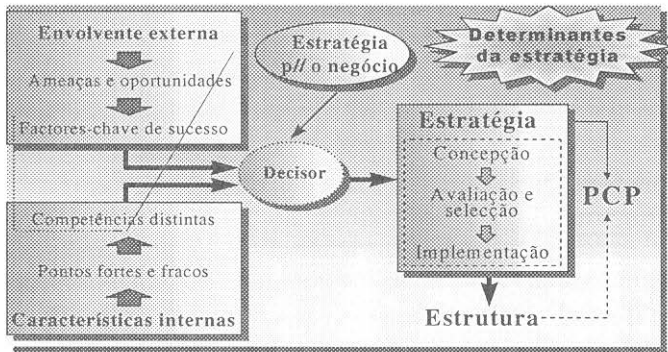 Envolvente externa
Ameaças e oportunidades
Factores-chave de sucesso
Estratégia
p// o negócio
Determinantes
da estratégia
Decisor
Estratégia
Concepção
Avaliação e
selecção
Implementação
PCP
Estrutura
Competências distintas
Pontos fortes e fracos
Características internas